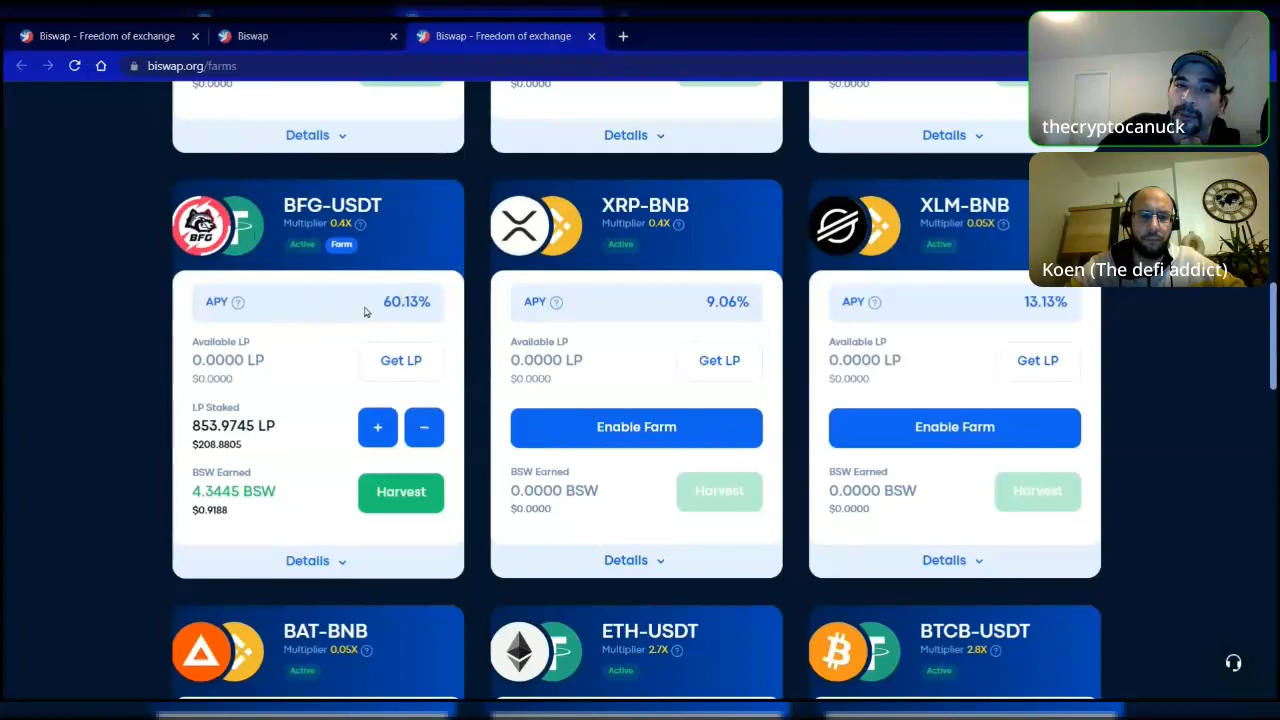 Biswap - Freedom of exchange
Biswap
Biswap - Freedom of exchange
biswap.org/farms
$0.0000
$0.0000
$0.0000
Details
Details
Details
thecryptocanuck
Koen (The defi addict)
BFG-USDT
Multiplier 0.4X
Active Farm
BFG
APY 60.13%
Available LP
0.0000 LP
$0.0000
Get LP
LP Staked
853.9745 LP
$208.8805
+ −
BSW Earned
4.3445 BSW
$0.9188
Harvest
Details
XRP-BNB
Multiplier 0.4X
Active
APY 9.06%
Available LP
0.0000 LP
$0.0000
Get LP
Enable Farm
BSW Earned
0.0000 BSW
$0.0000
Harvest
Details
XLM-BNB
Multiplier 0.05X
Active
APY 13.13%
Available LP
0.0000 LP
$0.0000
Get LP
Enable Farm
BSW Earned
0.0000 BSW
$0.0000
Harvest
Details
BAT-BNB
Multiplier 0.05X
Active
ETH-USDT
Multiplier 2.7X
Active
BTCB-USDT
Multiplier 2.8X
Active